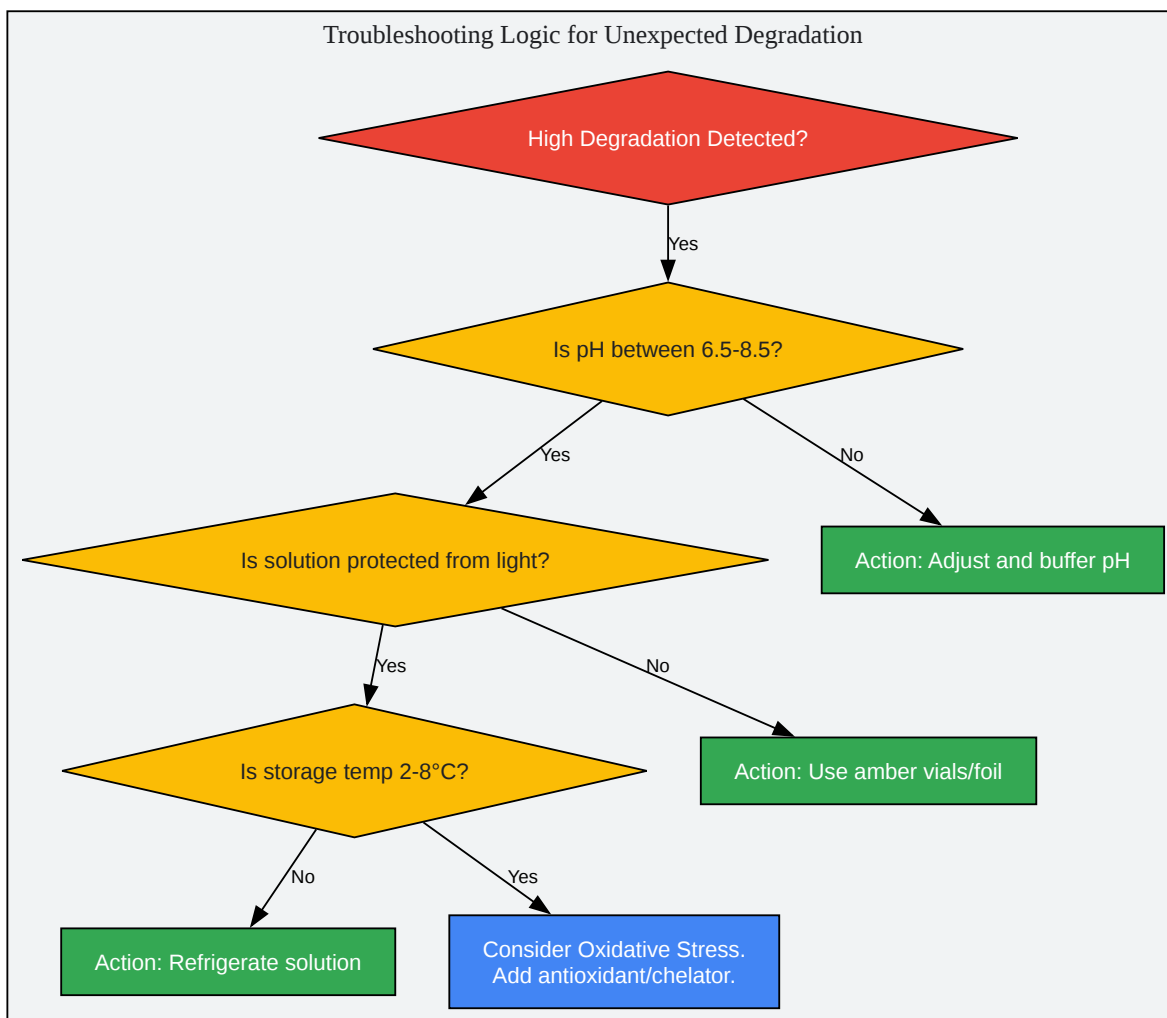 Troubleshooting Logic for Unexpected Degradation
High Degradation Detected?
Yes
Is pH between 6.5-8.5?
Yes
No
Is solution protected from light?
Action: Adjust and buffer pH
Yes
No
Is storage temp 2-8°C?
Action: Use amber vials/foil
No
Yes
Action: Refrigerate solution
Consider Oxidative Stress.
Add antioxidant/chelator.